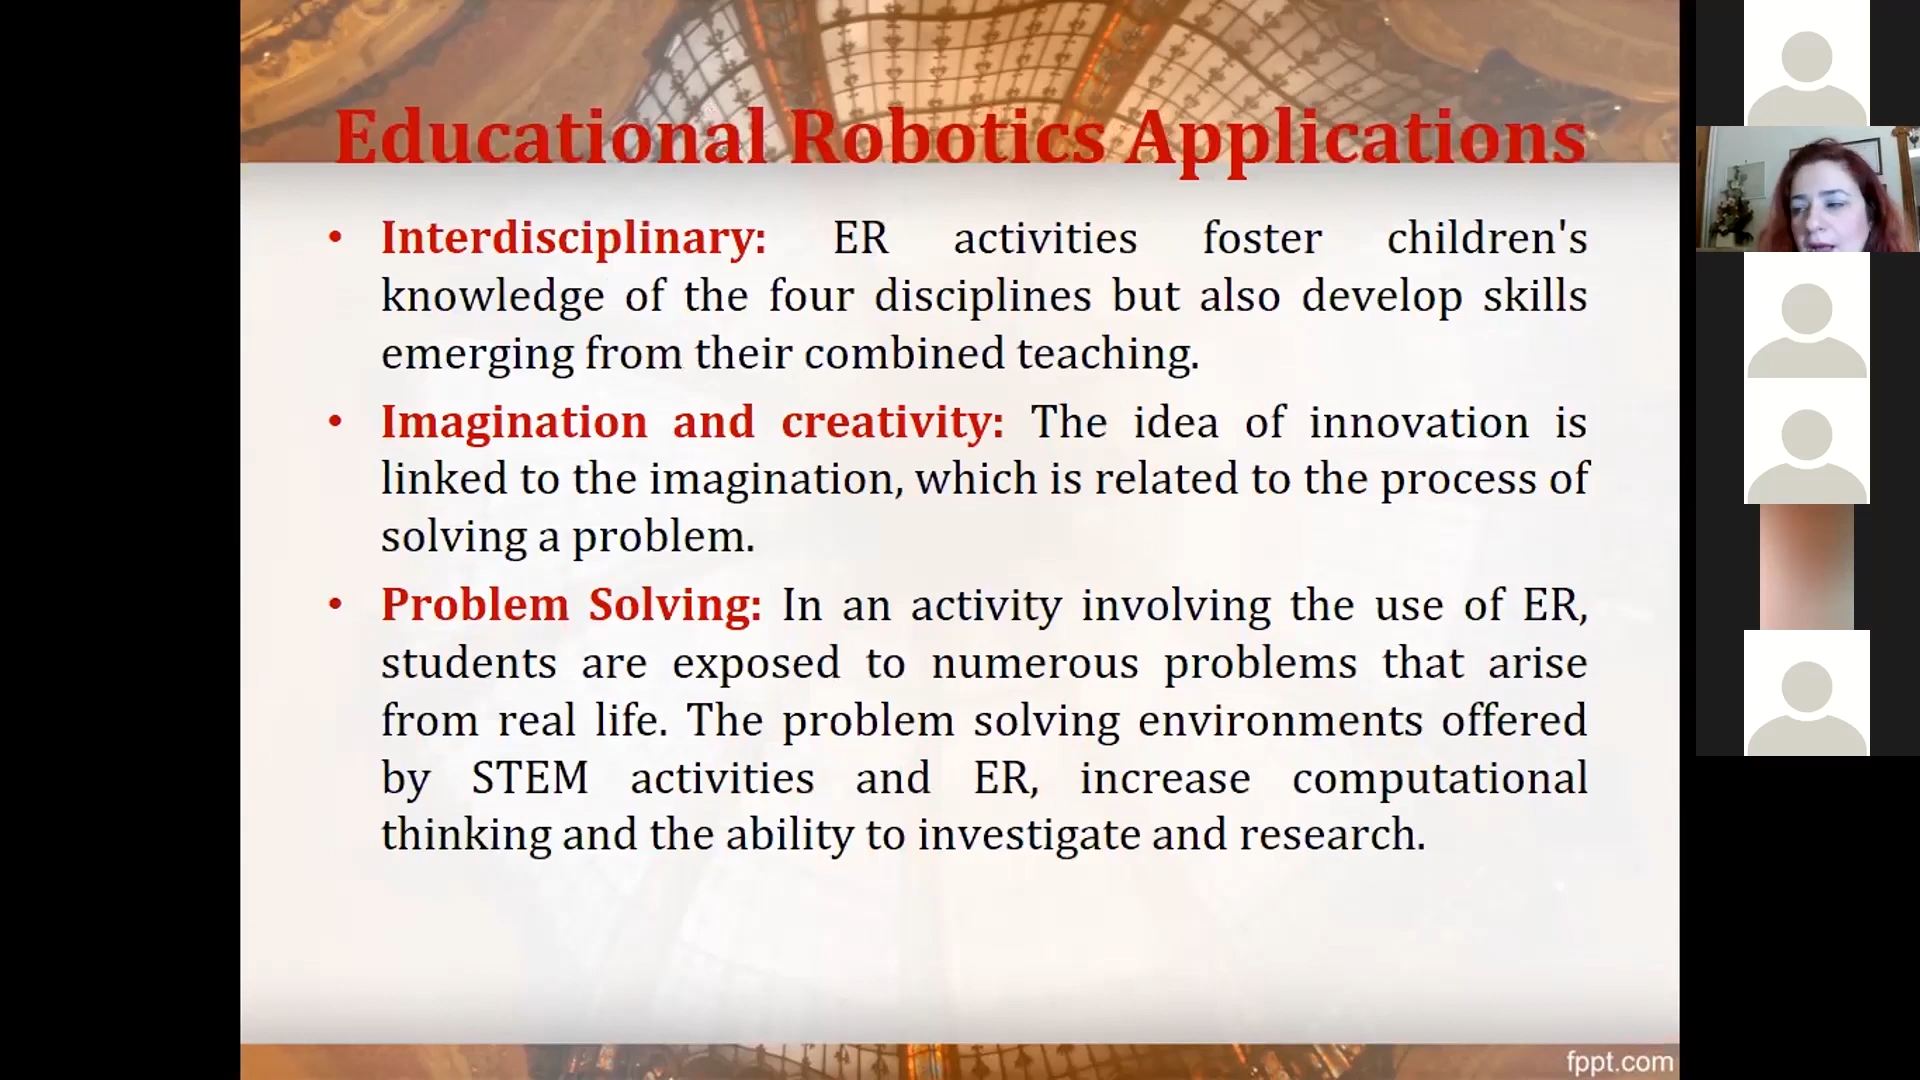 Educational Robotics Applications
• Interdisciplinary: ER activities foster children's
knowledge of the four disciplines but also develop skills
emerging from their combined teaching.
• Imagination and creativity: The idea of innovation is
linked to the imagination, which is related to the process of
solving a problem.
• Problem Solving: In an activity involving the use of ER,
students are exposed to numerous problems that arise
from real life. The problem solving environments offered
by STEM activities and ER, increase computational
thinking and the ability to investigate and research.
fppt.com